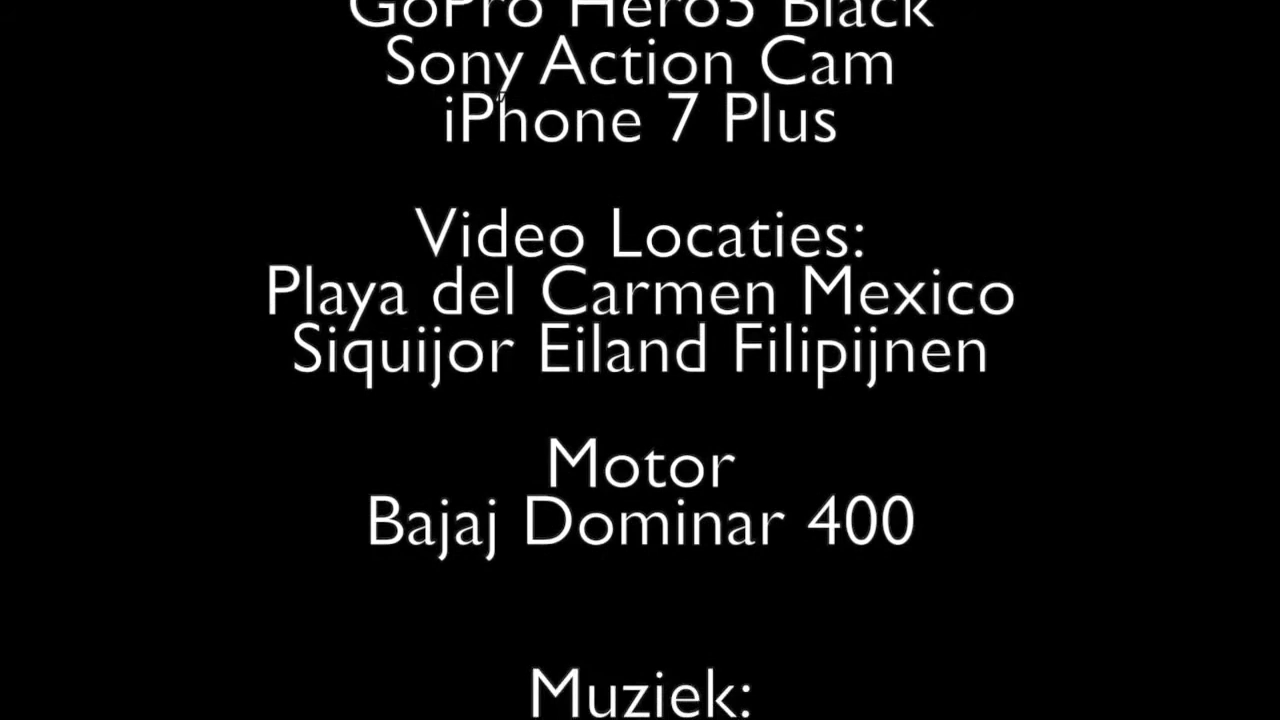 GoPro Hero5 Black
Sony Action Cam
iPhone 7 Plus
Video Locaties:
Playa del Carmen Mexico
Siquijor Eiland Filipijnen
Motor
Bajaj Dominar 400
Muziek: